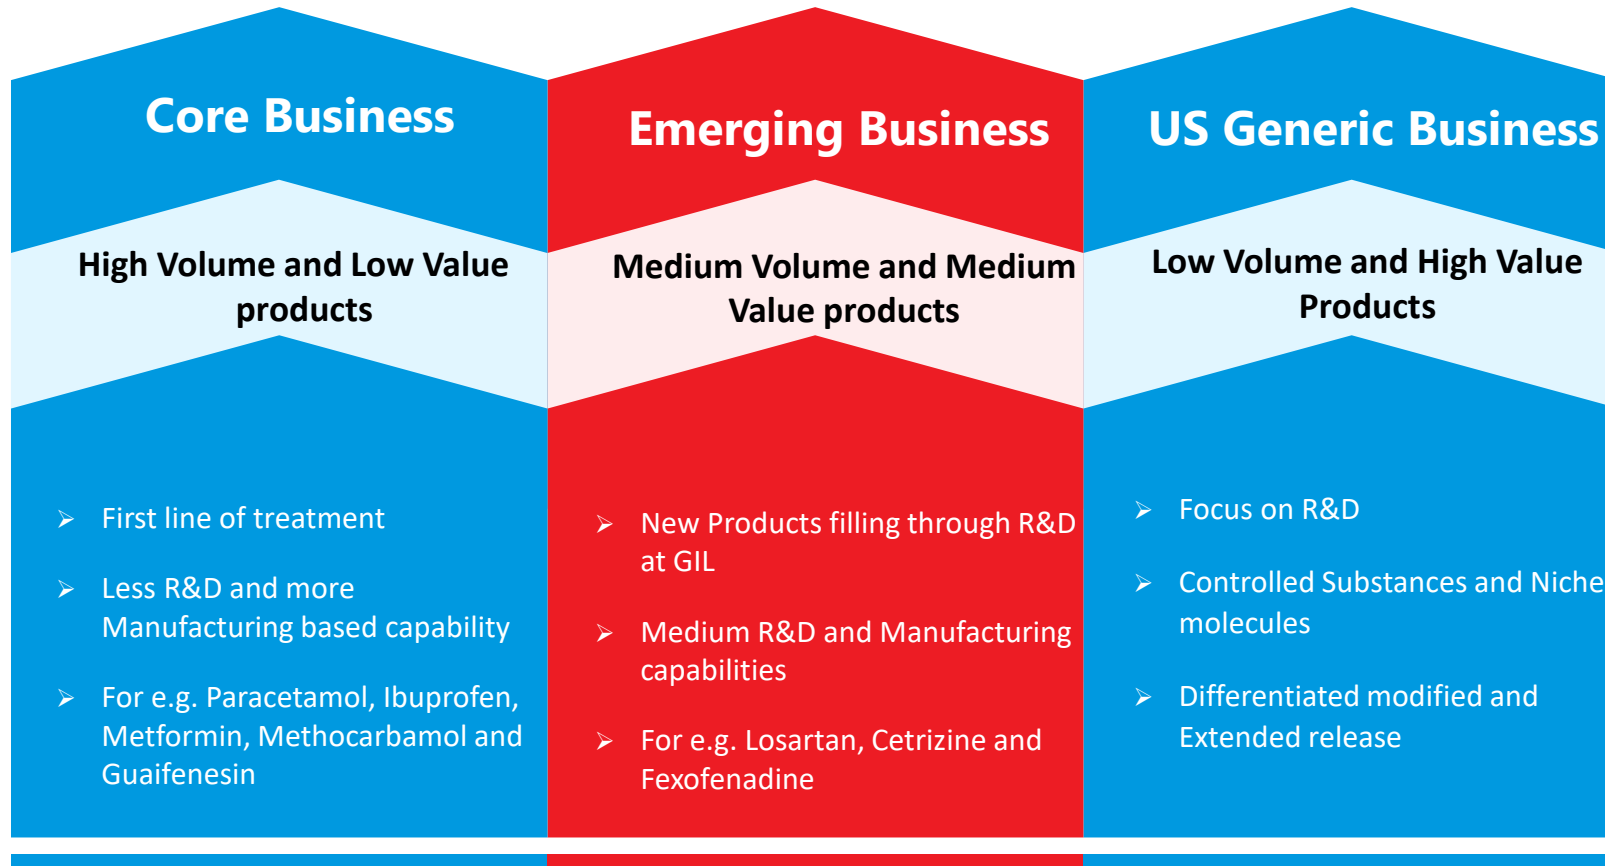 Core Business
High Volume and Low Value
products
➢ First line of treatment
➢ Less R&D and more
Manufacturing based capability
➢ For e.g. Paracetamol, Ibuprofen,
Metformin, Methocarbamol and
Guaifenesin
Emerging Business
Medium Volume and Medium
Value products
➢ New Products filling through R&D
at GIL
➢ Medium R&D and Manufacturing
capabilities
➢ For e.g. Losartan, Cetrizine and
Fexofenadine
US Generic Business
Low Volume and High Value
Products
➢ Focus on R&D
➢ Controlled Substances and Niche
molecules
➢ Differentiated modified and
Extended release